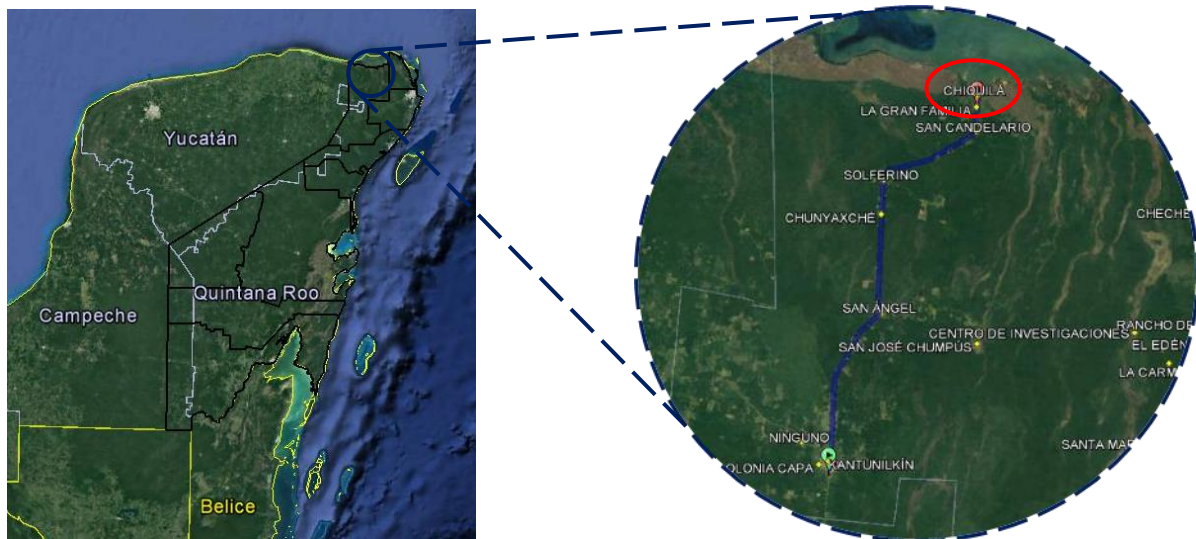 Yucatán
Quintana Roo
Campeche
Belice
CHIQUILÁ
LA GRAN FAMILIA
SAN CANDELARIO
SOLFERINO
CHUNYAXCHÉ
CHECHE
SAN ÁNGEL
CENTRO DE INVESTIGACIONES
RANCHO DE
EL EDÉN
SAN JOSÉ CHUMPÚS
LA CARM
NINGUNO
SANTA MAR
OLONIA CAPA
KANTUNILKÍN